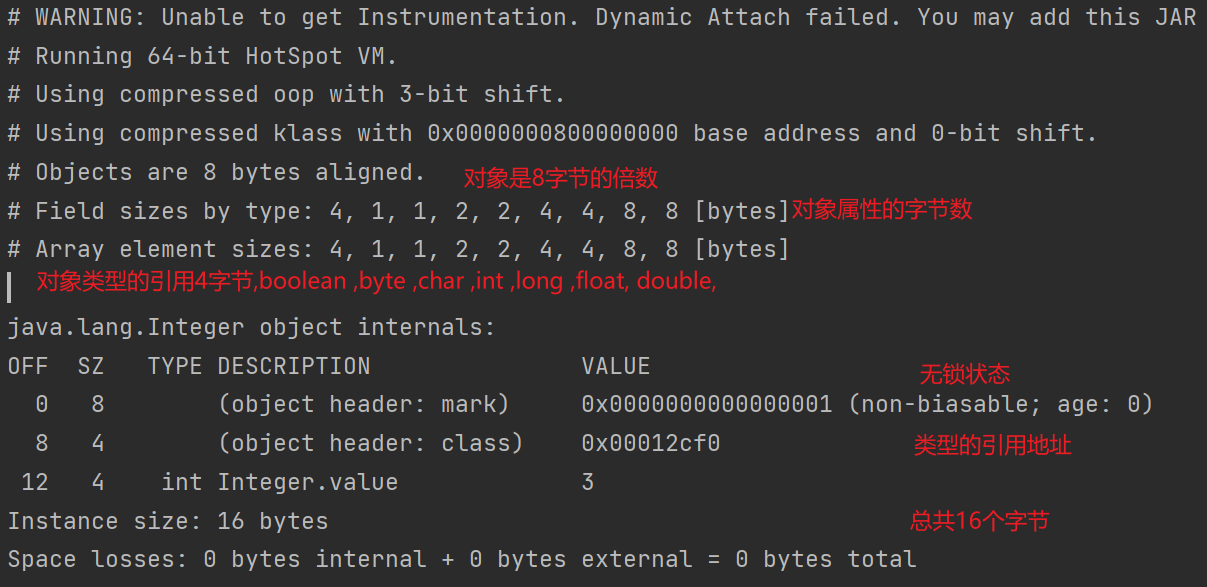 # WARNING: Unable to get Instrumentation. Dynamic Attach failed. You may add this JAR
# Running 64-bit HotSpot VM.
# Using compressed oop with 3-bit shift.
# Using compressed klass with 0x0000000800000000 base address and 0-bit shift.
# Objects are 8 bytes aligned. 对象是8字节的倍数
# Field sizes by type: 4, 1, 1, 2, 2, 4, 4, 8, 8 [bytes]对象属性的字节数
# Array element sizes: 4, 1, 1, 2, 2, 4, 4, 8, 8 [bytes]
对象类型的引用4字节,boolean ,byte ,char ,int ,long ,float, double,
java.lang.Integer object internals:
OFF SZ TYPE DESCRIPTION VALUE 无锁状态
0 8 (object header: mark) 0x0000000000000001 (non-biasable; age: 0)
8 4 (object header: class) 0x00012cf0 类型的引用地址
12 4 int Integer.value 3
Instance size: 16 bytes 总共16个字节
Space losses: 0 bytes internal + 0 bytes external = 0 bytes total